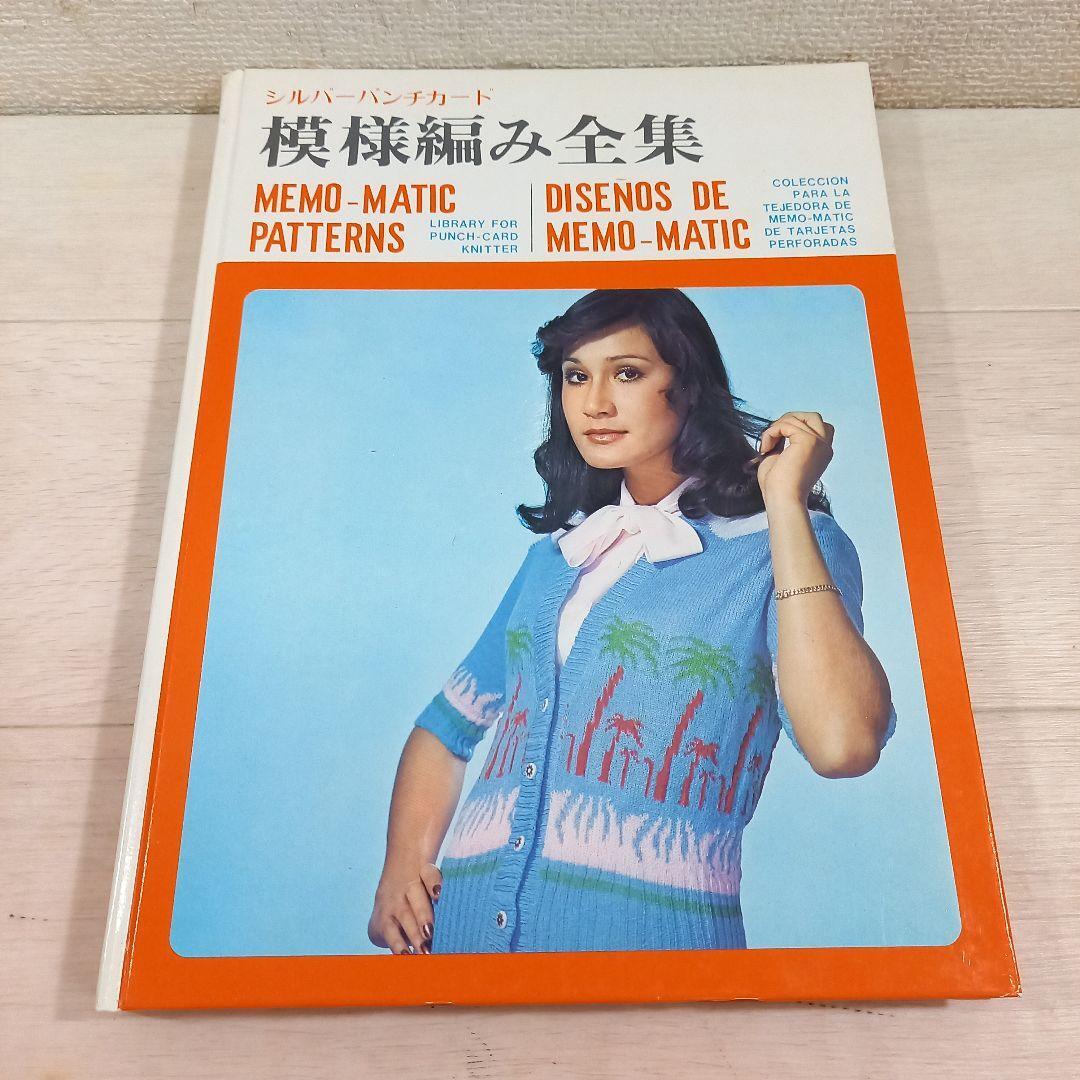 シルバーパンチカード
模様編み全集
MEMO-MATIC
PATTERNS
LIBRARY FOR
PUNCH-CARD
KNITTER
DISEÑOS DE
MEMO-MATIC
COLECCION
PARA LA
TEJEDORA DE
MEMO-MATIC
DE TARJETAS
PERFORADAS